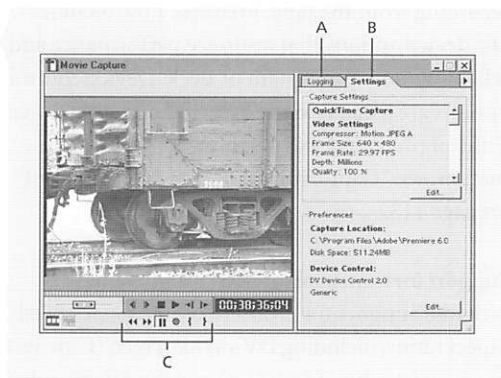 A
B
Movie Capture
Logging
Settings
Capture Settings
QuickTime Capture
Video Settings
Compressor: Motion JPEG A
Frame Size: 640 x 480
Frame Rate: 29.97 FPS
Depth: Millions
Quality: 100 %
Edit...
Preferences
Capture Location:
C:\Program Files\Adobe\Premiere 6.0
Disk Space: 511.24MB
Device Control:
DV Device Control 2.0
Generic
Edit...
00;38;36;04
C